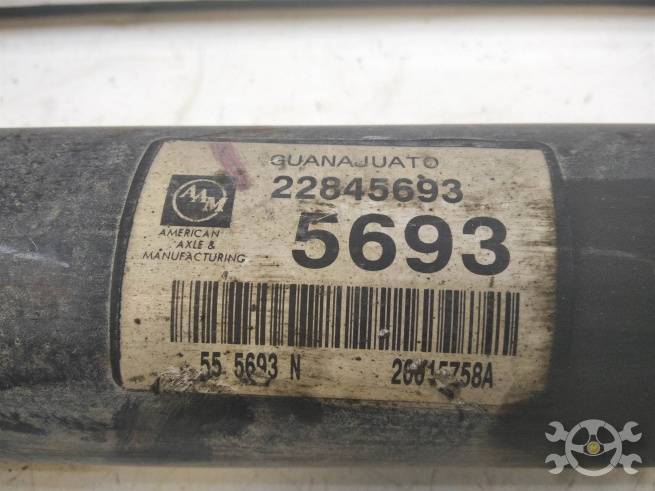 GUANAJUATO
22845693
AAM
5693
AMERICAN
AXLE &
MANUFACTURING
55 5693 N